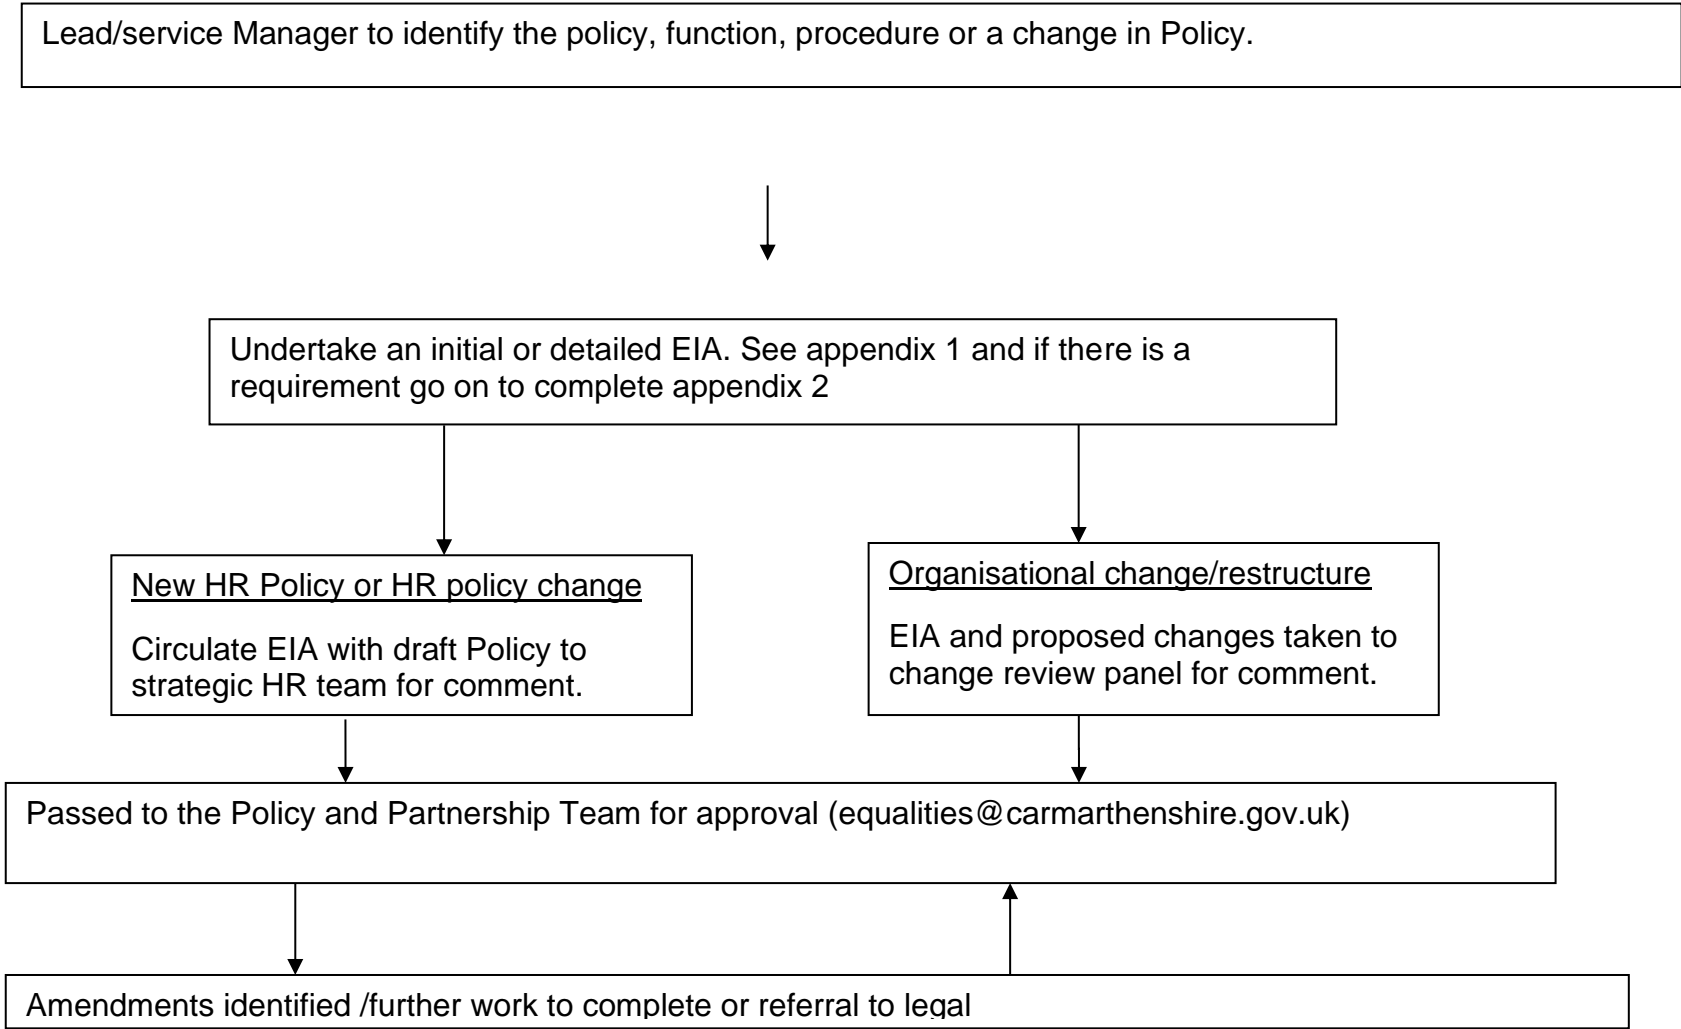 Lead/service Manager to identify the policy, function, procedure or a change in Policy.
Undertake an initial or detailed EIA. See appendix 1 and if there is a
requirement go on to complete appendix 2
New HR Policy or HR policy change
Circulate EIA with draft Policy to
strategic HR team for comment.
Organisational change/restructure
EIA and proposed changes taken to
change review panel for comment.
Passed to the Policy and Partnership Team for approval (equalities@carmarthenshire.gov.uk)
Amendments identified /further work to complete or referral to legal